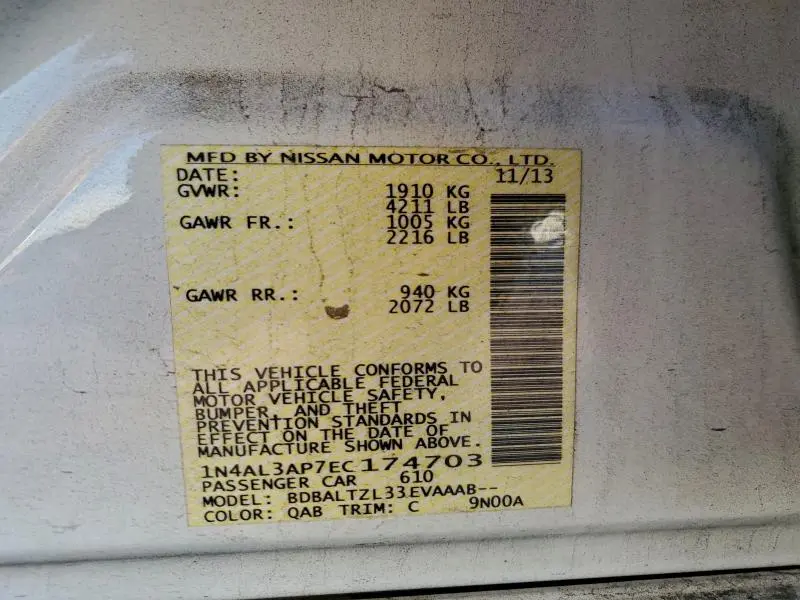 MFD BY NISSAN MOTOR CO., LTD.
DATE: 11/13
GVWR: 1910 KG
4211 LB
GAWR FR.: 1005 KG
2216 LB
GAWR RR.: 940 KG
2072 LB
THIS VEHICLE CONFORMS TO
ALL APPLICABLE FEDERAL
MOTOR VEHICLE SAFETY,
BUMPER, AND THEFT
PREVENTION STANDARDS IN
EFFECT ON THE DATE OF
MANUFACTURE SHOWN ABOVE.
1N4AL3AP7EC174703
PASSENGER CAR 610
MODEL: BDBALTZL33EVAAAB--
COLOR: QAB TRIM: C 9N00A